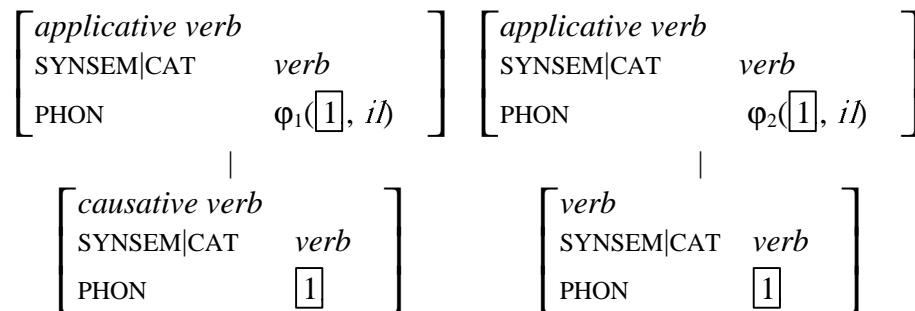 applicative verb
SYNSEM|CAT verb
PHON φ₁(1, il)
applicative verb
SYNSEM|CAT verb
PHON φ₂(1, il)
causative verb
SYNSEM|CAT verb
PHON 1
verb
SYNSEM|CAT verb
PHON 1